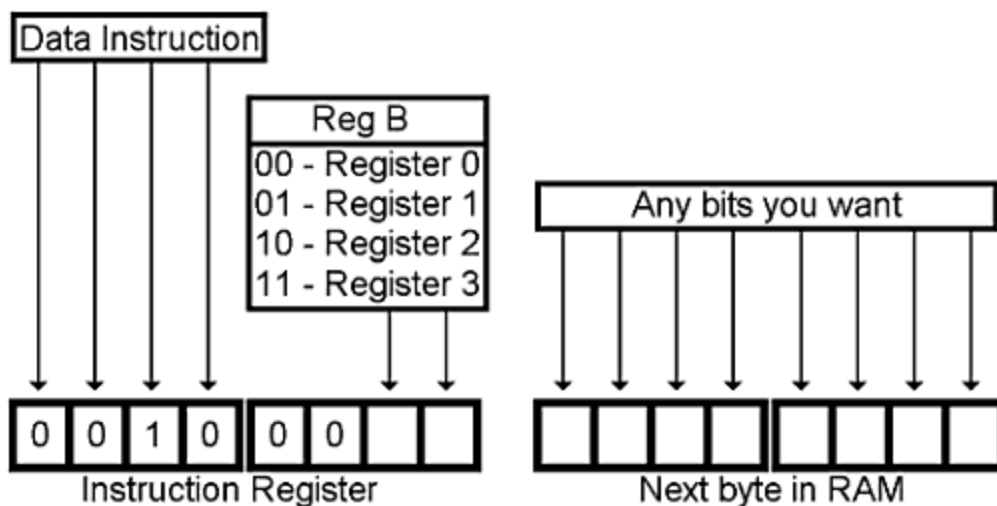 Data Instruction
Reg B
00 - Register 0
01 - Register 1
10 - Register 2
11 - Register 3
Any bits you want
0 0 1 0 0 0
Instruction Register
Next byte in RAM